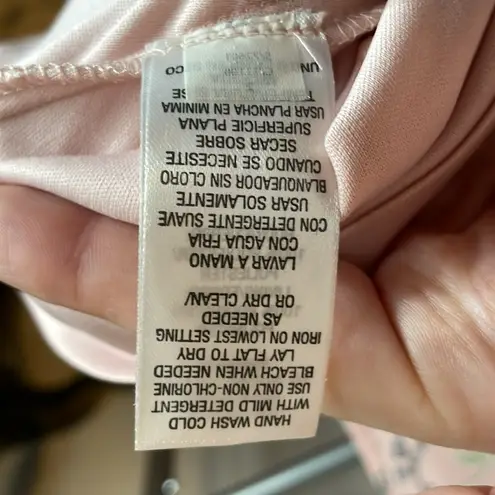 HAND WASH COLD
WITH MILD DETERGENT
USE ONLY NON-CHLORINE
BLEACH WHEN NEEDED
LAY FLAT TO DRY
IRON ON LOWEST SETTING
AS NEEDED
OR DRY CLEAN/
LAVAR A MANO
CON AGUA FRIA
CON DETERGENTE SUAVE
USAR SOLAMENTE
BLANQUEADOR SIN CLORO
CUANDO SE NECESITE
SECAR SOBRE
SUPERFICIE PLANA
USAR PLANCHA EN MINIMA